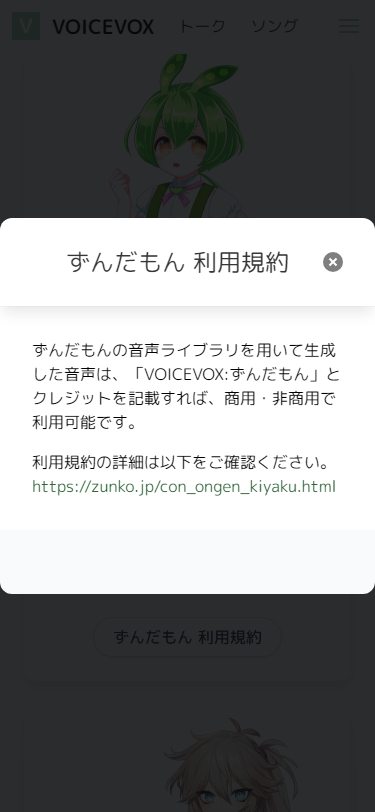 V VOICEVOX トーク ソング
ずんだもん 利用規約
ずんだもんの音声ライブラリを用いて生成
した音声は、「VOICEVOX:ずんだもん」と
クレジットを記載すれば、商用・非商用で
利用可能です。
利用規約の詳細は以下をご確認ください。
https://zunko.jp/con_ongen_kiyaku.html
ずんだもん 利用規約